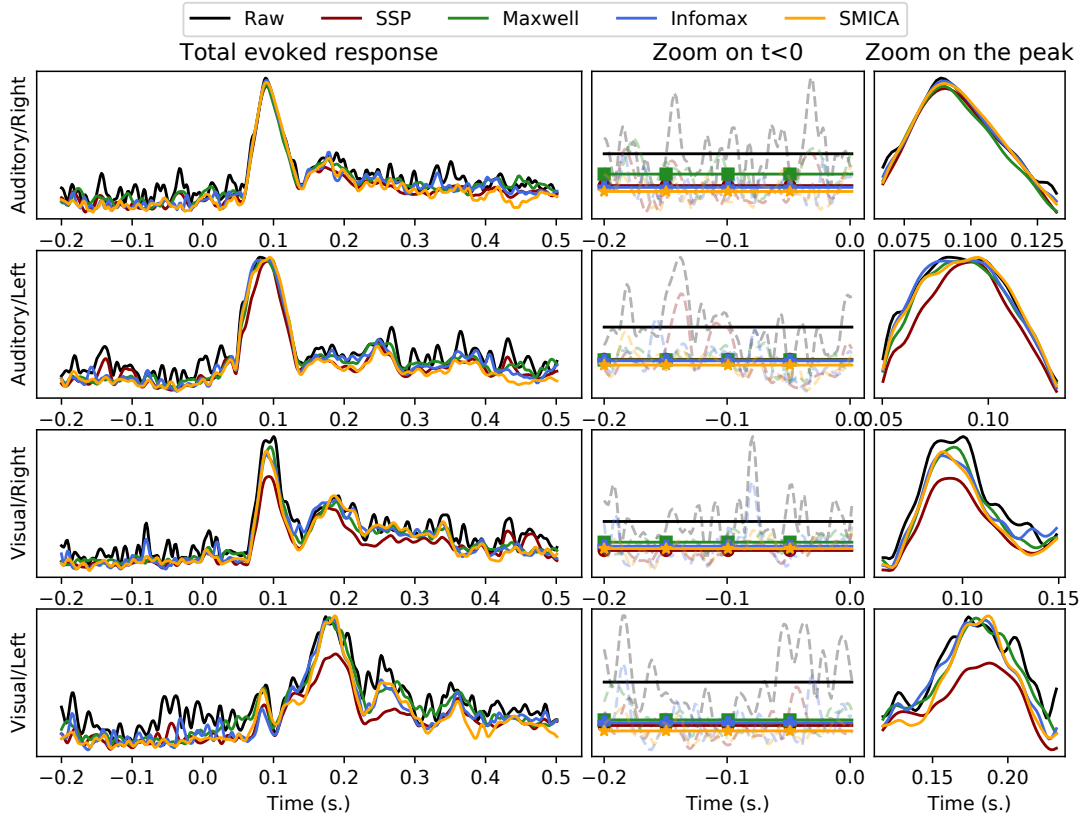 Raw SSP Maxwell Infomax SMICA
Total evoked response Zoom on t<0 Zoom on the peak
Auditory/Right
−0.2 −0.1 0.0 0.1 0.2 0.3 0.4 0.5 −0.2 −0.1 0.0 0.075 0.100 0.125
Auditory/Left
−0.2 −0.1 0.0 0.1 0.2 0.3 0.4 0.5 −0.2 −0.1 0.0 0.05 0.10
Visual/Right
−0.2 −0.1 0.0 0.1 0.2 0.3 0.4 0.5 −0.2 −0.1 0.0 0.10 0.15
Visual/Left
−0.2 −0.1 0.0 0.1 0.2 0.3 0.4 0.5 −0.2 −0.1 0.0 0.15 0.20
Time (s.) Time (s.) Time (s.)